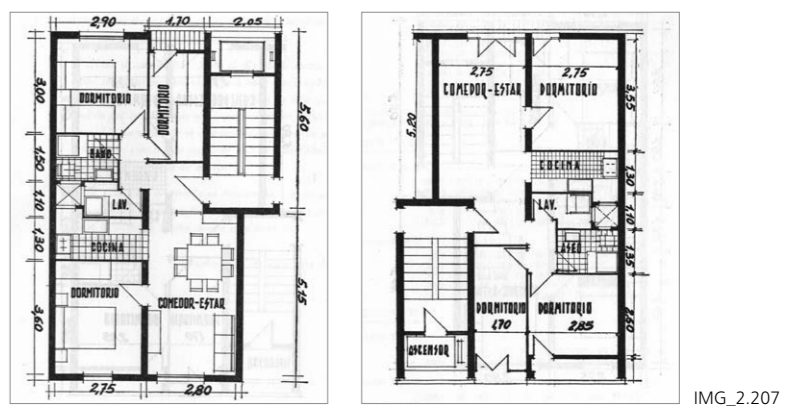 2,90 1,70 2,05
3,00
DORMITORIO
DORMITORIO
5,60
1,50
BAÑO
1,10
LAV.
1,30
COCINA
DORMITORIO
COMEDOR-ESTAR
5,15
3,60
2,75 2,80
2,75 2,75
COMEDOR-ESTAR DORMITORIO
3,55
5,20
COCINA
1,30
LAV.
1,10
ASEO
1,35
DORMITORIO DORMITORIO
1,70 2,85
2,60
ASCENSOR
IMG_2.207